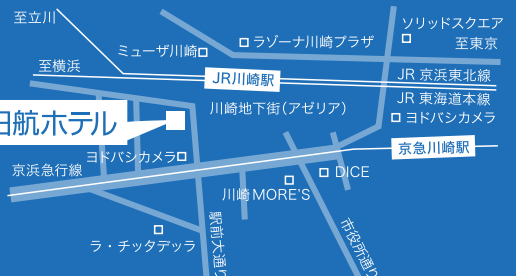 至立川
ソリッドスクエア
ミューザ川崎
ラゾーナ川崎プラザ
至東京
至横浜
JR川崎駅
JR 京浜東北線
JR 東海道本線
川崎地下街(アゼリア)
ヨドバシカメラ
航ホテル
京急川崎駅
ヨドバシカメラ
京浜急行線
DICE
川崎 MORE'S
駅前大通り
市役所通り
ラ・チッタデッラ